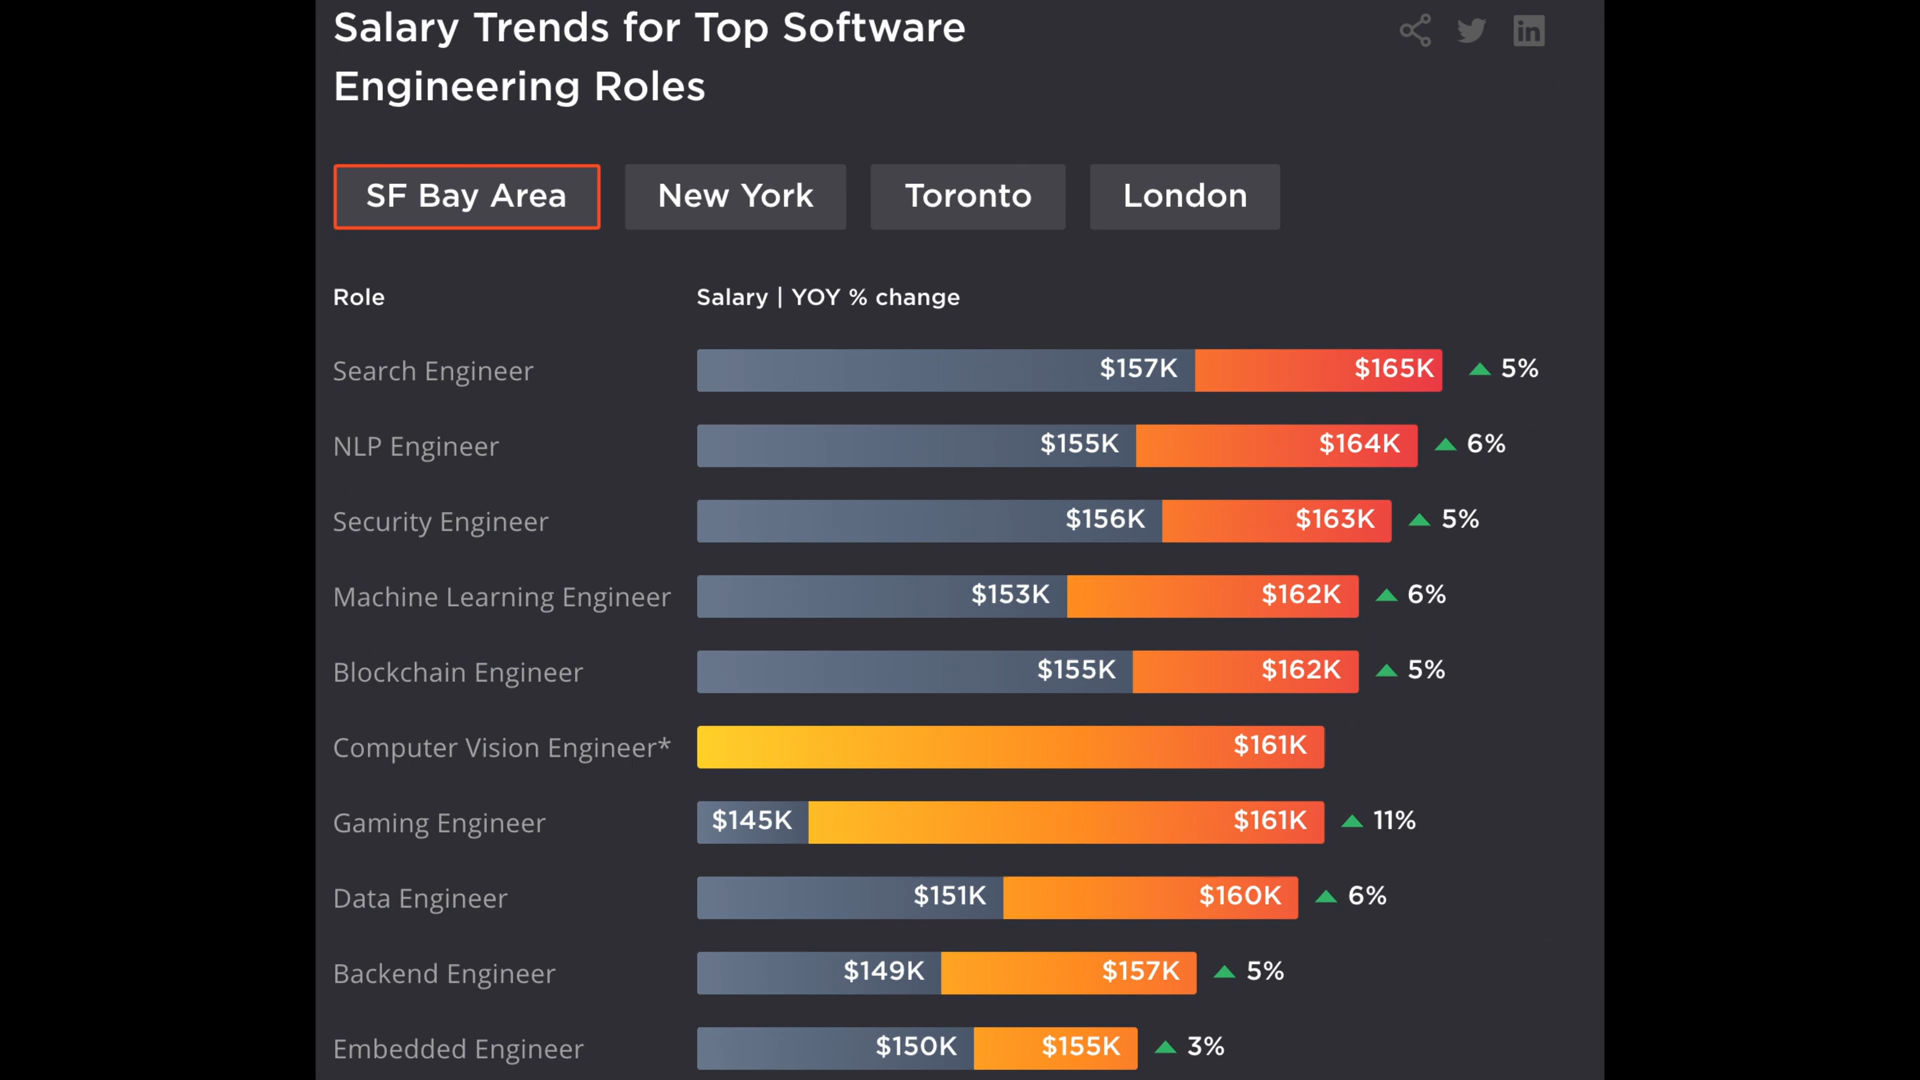 Salary Trends for Top Software
Engineering Roles
in
SF Bay Area New York Toronto London
Role Salary | YOY % change
Search Engineer $157K $165K 5%
NLP Engineer $155K $164K 6%
Security Engineer $156K $163K 5%
Machine Learning Engineer $153K $162K 6%
Blockchain Engineer $155K $162K 5%
Computer Vision Engineer* $161K
Gaming Engineer $145K $161K 11%
Data Engineer $151K $160K 6%
Backend Engineer $149K $157K 5%
Embedded Engineer $150K $155K 3%